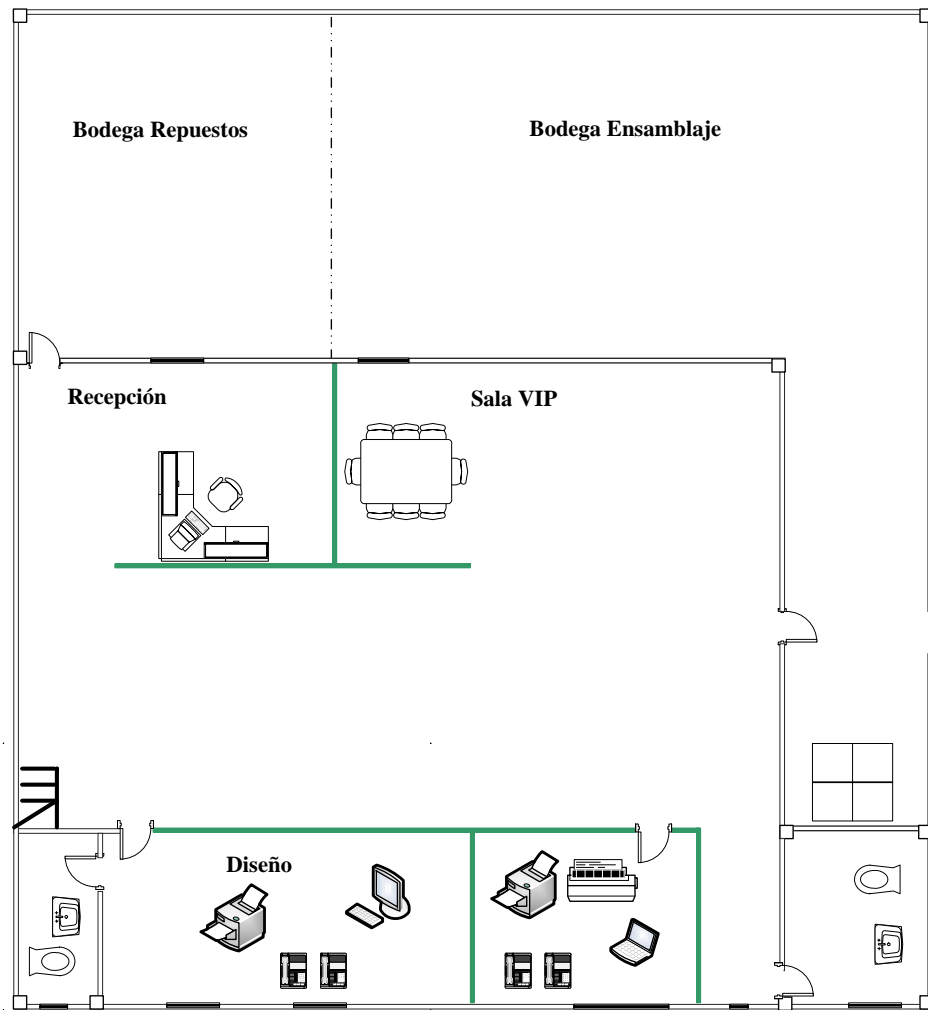 Bodega Repuestos
Bodega Ensamblaje
Recepción
Sala VIP
Diseño